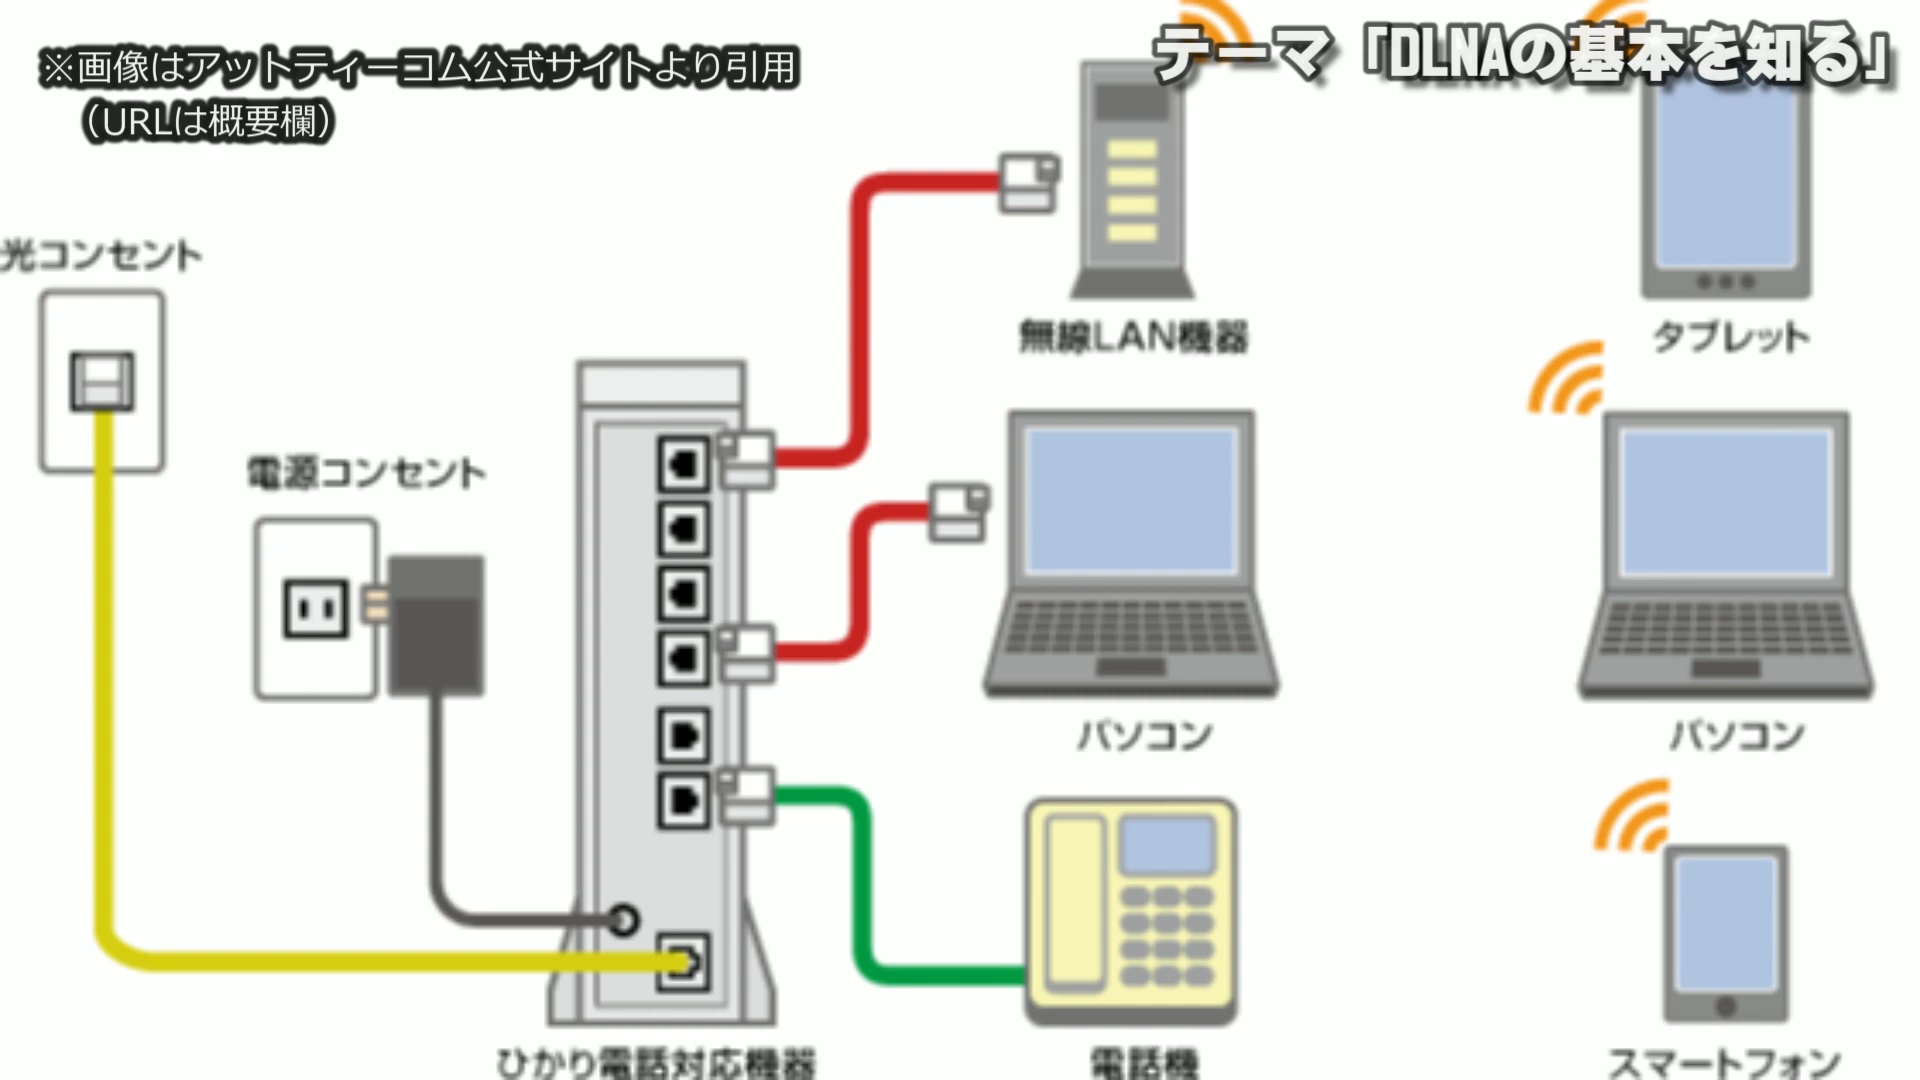 ※画像はアットティーコム公式サイトより引用
（URLは概要欄）
テーマ「DLNAの基本を知る」
光コンセント
電源コンセント
無線LAN機器
タブレット
パソコン
パソコン
ひかり電話対応機器
電話機
スマートフォン